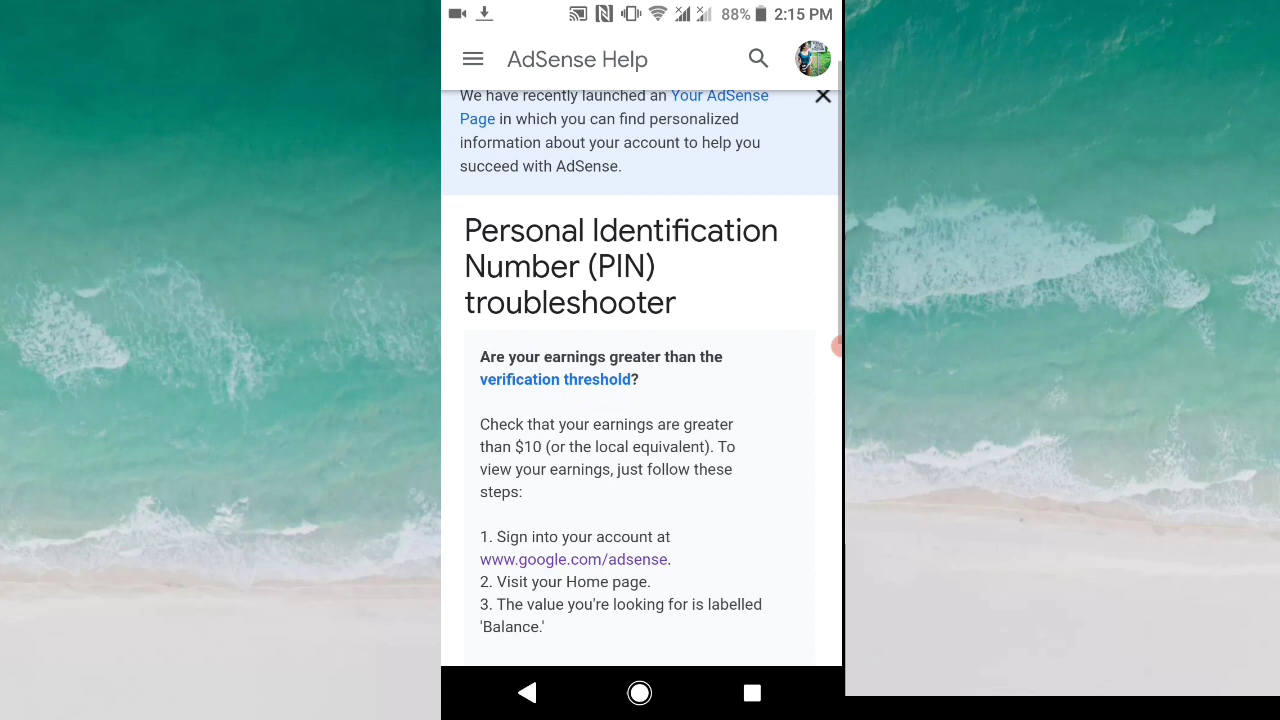 88% 2:15 PM
AdSense Help
We have recently launched an Your AdSense
Page in which you can find personalized
information about your account to help you
succeed with AdSense.
Personal Identification
Number (PIN)
troubleshooter
Are your earnings greater than the
verification threshold?
Check that your earnings are greater
than $10 (or the local equivalent). To
view your earnings, just follow these
steps:
1. Sign into your account at
www.google.com/adsense.
2. Visit your Home page.
3. The value you're looking for is labelled
'Balance.'